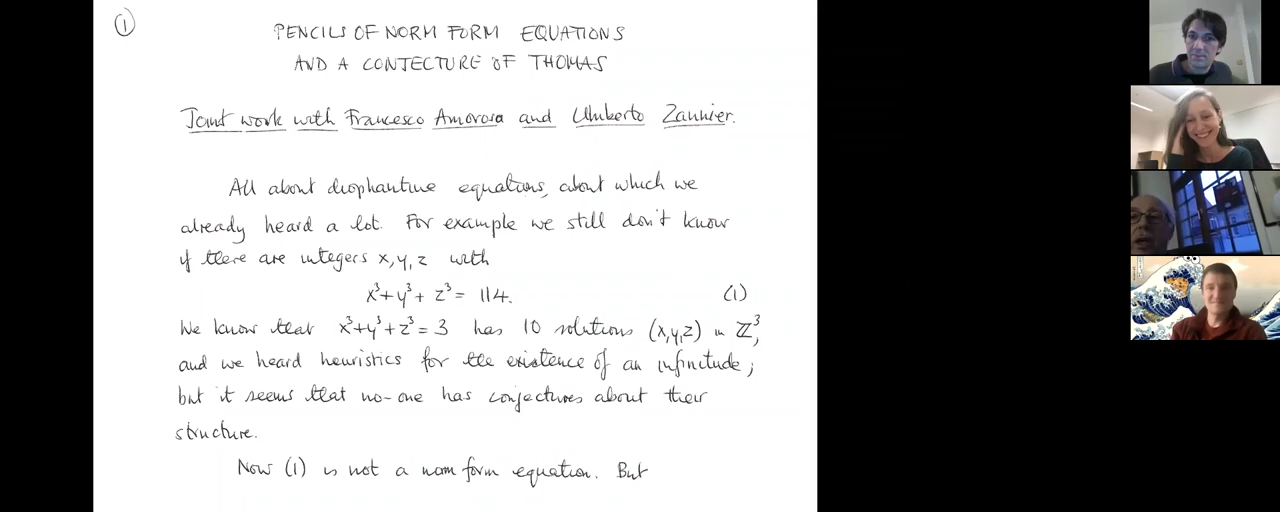 ①
PENCILS OF NORM FORM EQUATIONS
AND A CONJECTURE OF THOMAS
Joint work with Francesco Amoroso and Umberto Zannier.
All about diophantine equations, about which we
already heard a lot. For example we still don't know
if there are integers x, y, z with
x³+y³+z³= 114. (1)
We know that x³+y³+z³=3 has 10 solutions (x,y,z) in ℤ³,
and we heard heuristics for the existence of an infinitude;
but it seems that no-one has conjectures about their
structure.
Now (1) is not a norm form equation. But